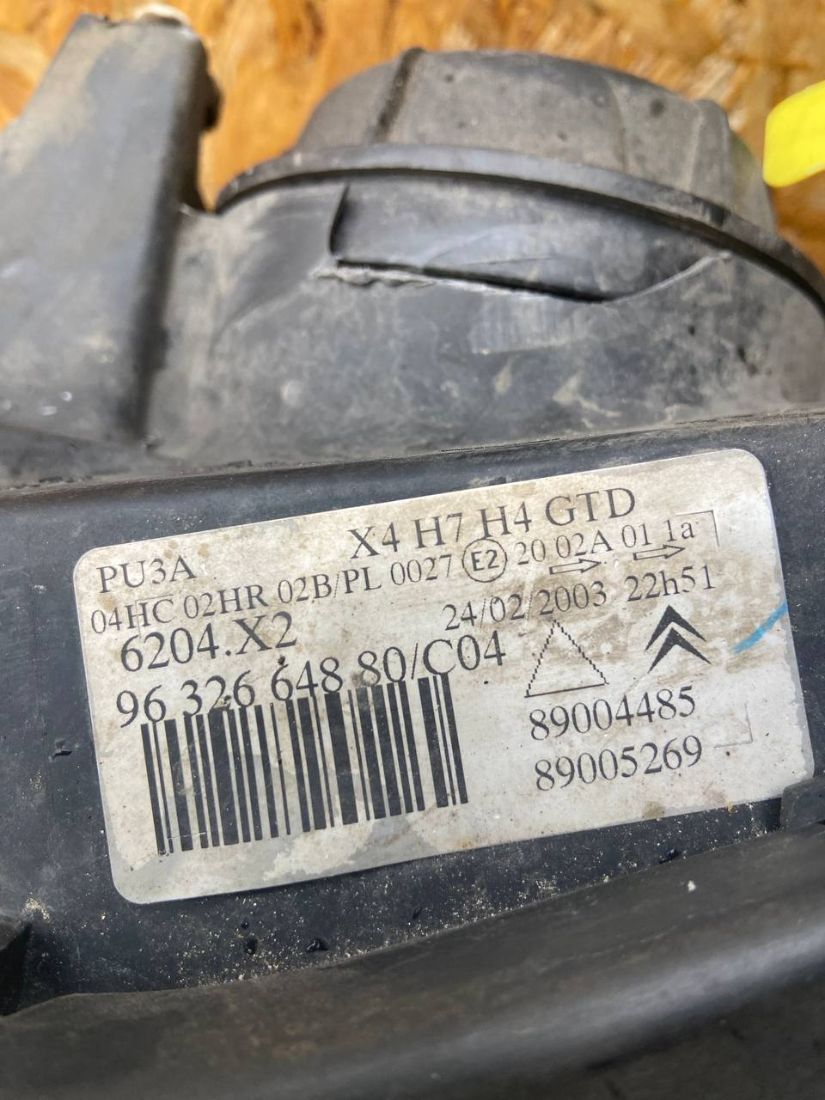 PU3A X4 H7 H4 GTD
04HC 02HR 02B/PL 0027 E2 20 02A 01 1a
24/02/2003 22h51
6204.X2
96 326 648 80/C04
89004485
89005269